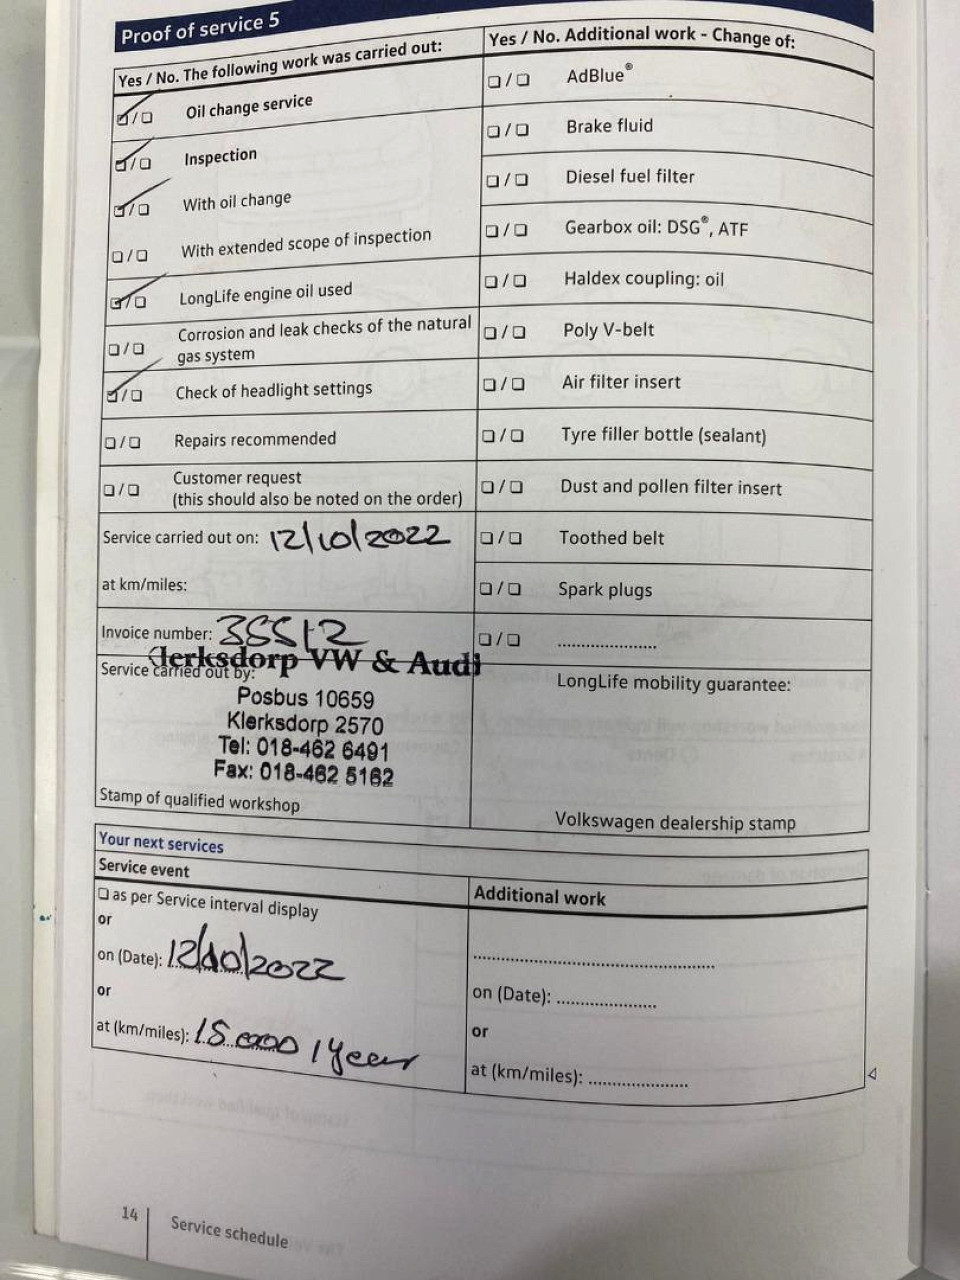 Proof of service 5
Yes / No. The following work was carried out:
❏/❏ Oil change service
❏/❏ Inspection
❏/❏ With oil change
❏/❏ With extended scope of inspection
❏/❏ LongLife engine oil used
❏/❏ Corrosion and leak checks of the natural
gas system
❏/❏ Check of headlight settings
❏/❏ Repairs recommended
❏/❏ Customer request
(this should also be noted on the order)
Service carried out on: 12/10/2022
at km/miles:
Invoice number: 35512
Klerksdorp VW & Audi
Service carried out by:
Posbus 10659
Klerksdorp 2570
Tel: 018-462 6491
Fax: 018-462 5162
Stamp of qualified workshop
Yes / No. Additional work - Change of:
❏/❏ AdBlue®
❏/❏ Brake fluid
❏/❏ Diesel fuel filter
❏/❏ Gearbox oil: DSG®, ATF
❏/❏ Haldex coupling: oil
❏/❏ Poly V-belt
❏/❏ Air filter insert
❏/❏ Tyre filler bottle (sealant)
❏/❏ Dust and pollen filter insert
❏/❏ Toothed belt
❏/❏ Spark plugs
❏/❏ ......................
LongLife mobility guarantee:
Volkswagen dealership stamp
Your next services
Service event
❏ as per Service interval display
or
on (Date): 12/10/2022
or
at (km/miles): 15.000 / year
Additional work
......................................................
on (Date): ......................
or
at (km/miles): ......................
14 Service schedule